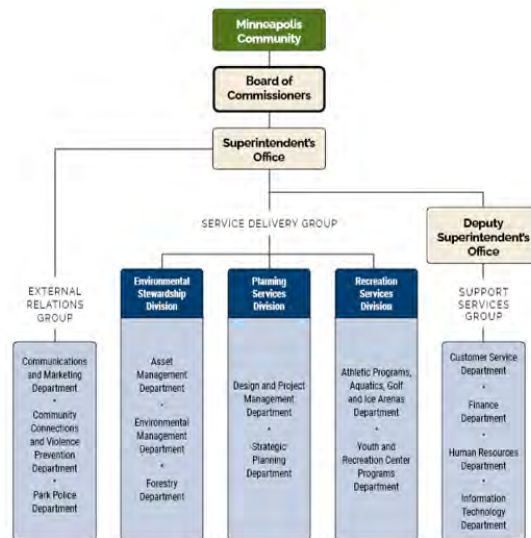 Minneapolis
Community
Board of
Commissioners
Superintendent's
Office
SERVICE DELIVERY GROUP
Deputy
Superintendent's
Office
EXTERNAL
RELATIONS
GROUP
Environmental
Stewardship
Division
Planning
Services
Division
Recreation
Services
Division
SUPPORT
SERVICES
GROUP
Communications
and Marketing
Department
•
Community
Connections
and Violence
Prevention
Department
•
Park Police
Department
Asset
Management
Department
•
Environmental
Management
Department
•
Forestry
Department
Design and Project
Management
Department
•
Strategic
Planning
Department
Athletic Programs,
Aquatics, Golf
and Ice Arenas
Department
•
Youth and
Recreation Center
Programs
Department
Customer Service
Department
•
Finance
Department
•
Human Resources
Department
•
Information
Technology
Department